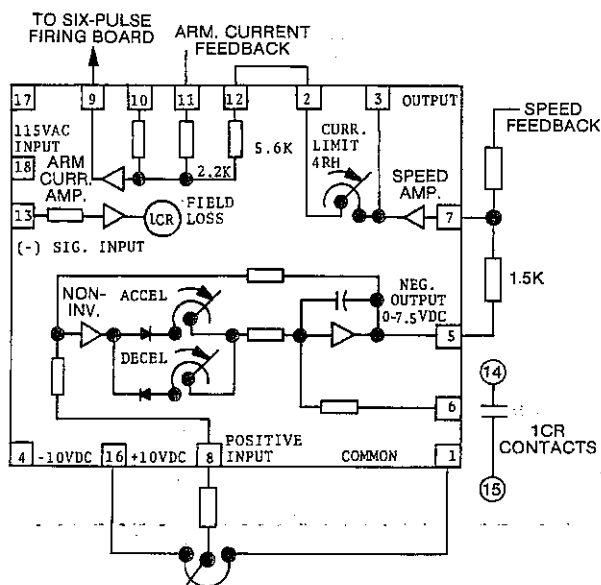 TO SIX-PULSE
FIRING BOARD
ARM. CURRENT
FEEDBACK
17
9
10
11
12
2
3
OUTPUT
SPEED
FEEDBACK
115VAC
INPUT
18
ARM
CURR.
AMP.
2.2K
5.6K
CURR.
LIMIT
4RH
SPEED
AMP.
7
13
1CR
FIELD
LOSS
(-) SIG. INPUT
1.5K
NON-
INV.
ACCEL
DECEL
NEG.
OUTPUT
0-7.5VDC
5
6
14
1CR
CONTACTS
15
4
-10VDC
16
+10VDC
8
POSITIVE
INPUT
COMMON
1